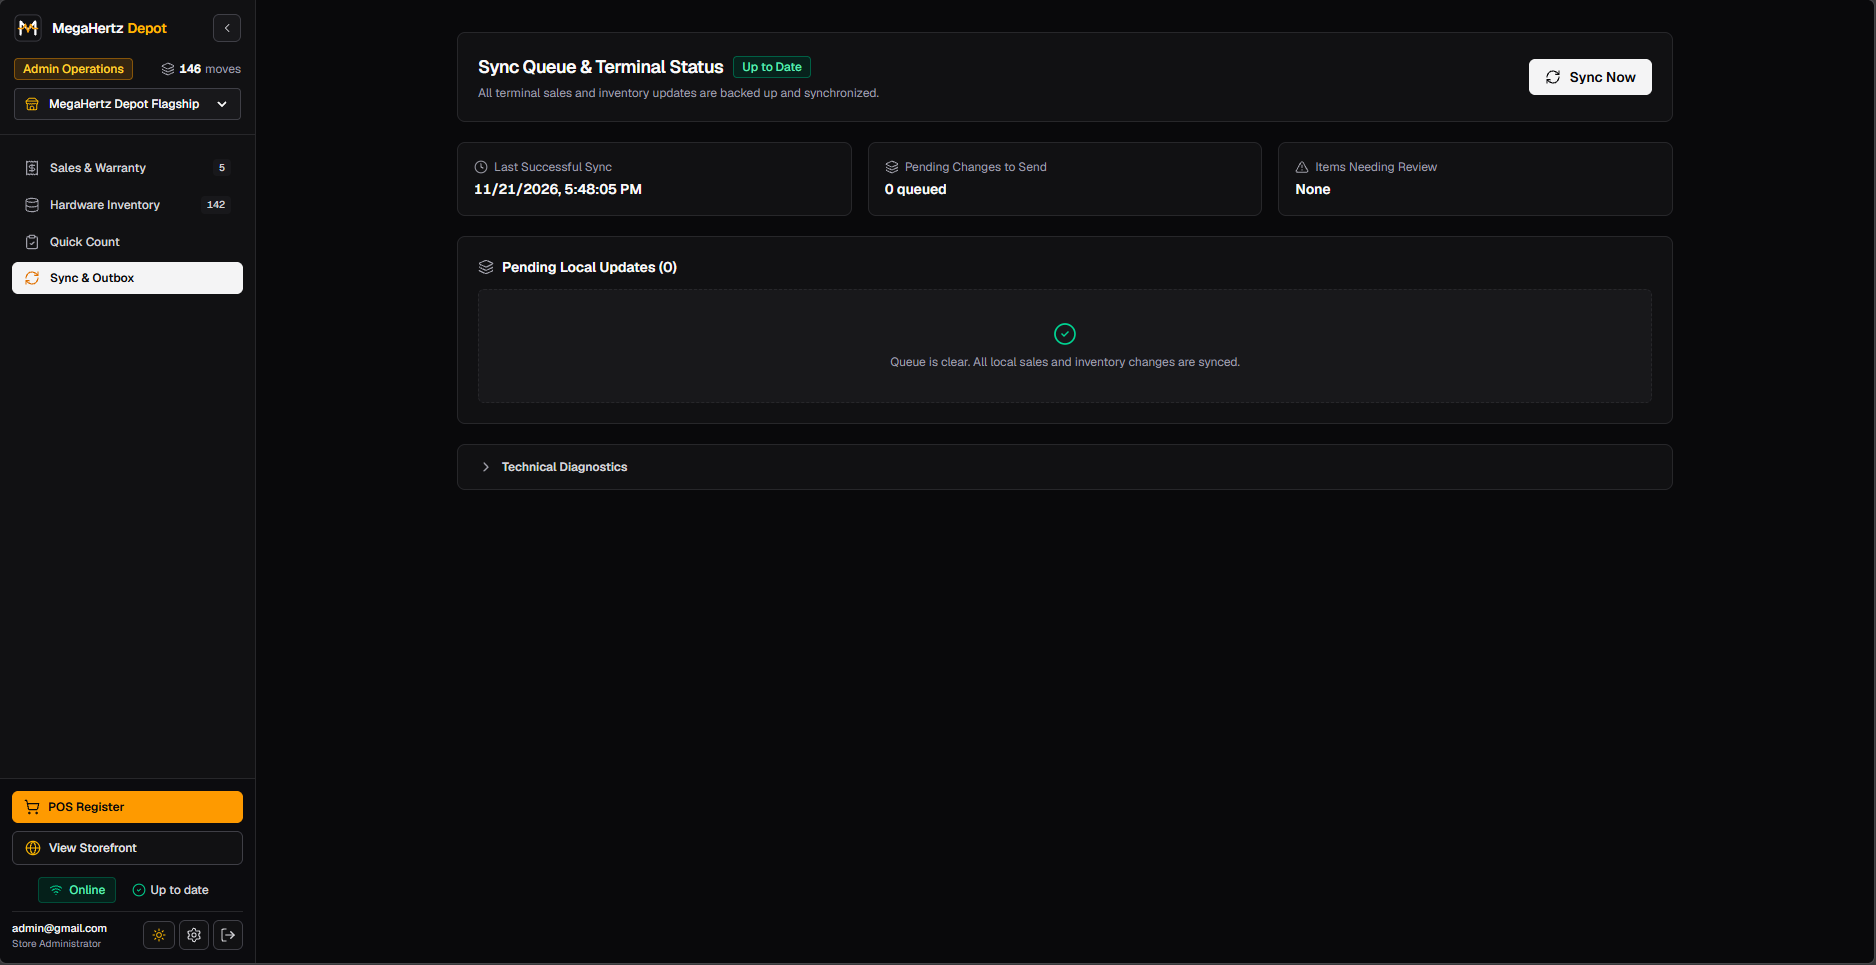 MegaHertz Depot
Admin Operations
146 moves
MegaHertz Depot Flagship
Sales & Warranty 5
Hardware Inventory 142
Quick Count
Sync & Outbox
POS Register
View Storefront
Online
Up to date
admin@gmail.com
Store Administrator
Sync Queue & Terminal Status
Up to Date
All terminal sales and inventory updates are backed up and synchronized.
Sync Now
Last Successful Sync
11/21/2026, 5:48:05 PM
Pending Changes to Send
0 queued
Items Needing Review
None
Pending Local Updates (0)
Queue is clear. All local sales and inventory changes are synced.
Technical Diagnostics